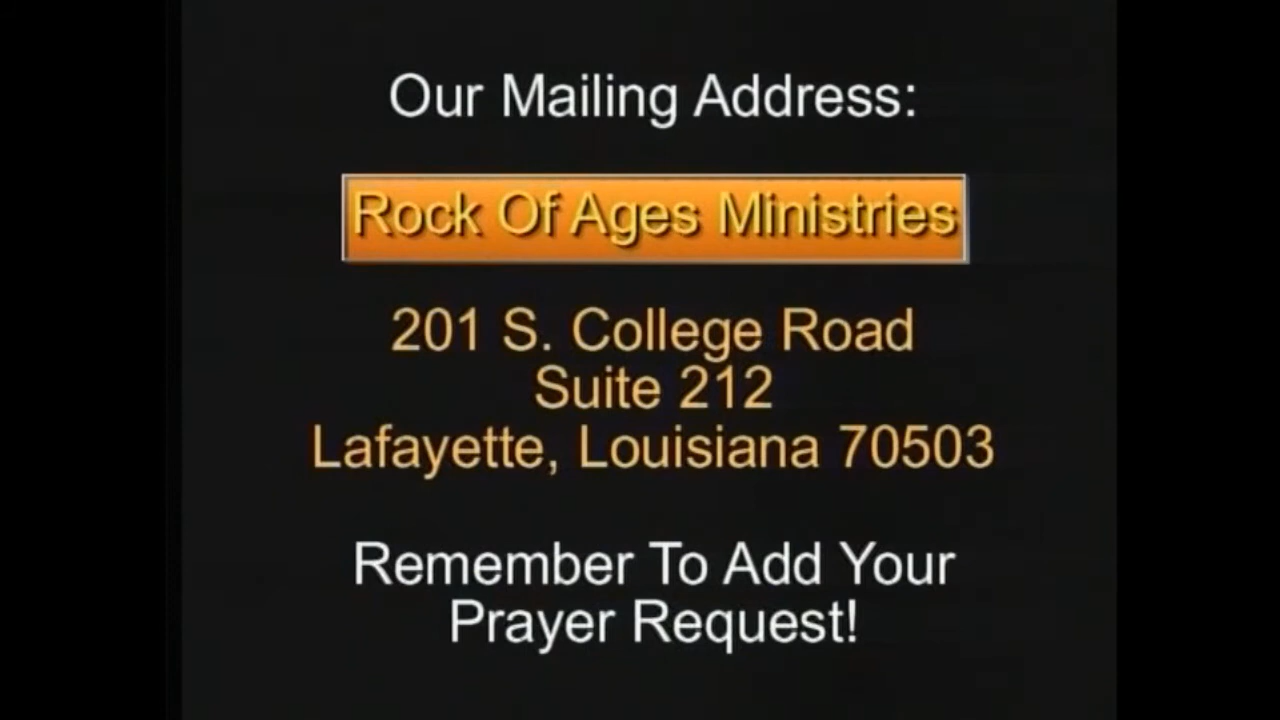 Our Mailing Address:
Rock Of Ages Ministries
201 S. College Road
Suite 212
Lafayette, Louisiana 70503
Remember To Add Your
Prayer Request!